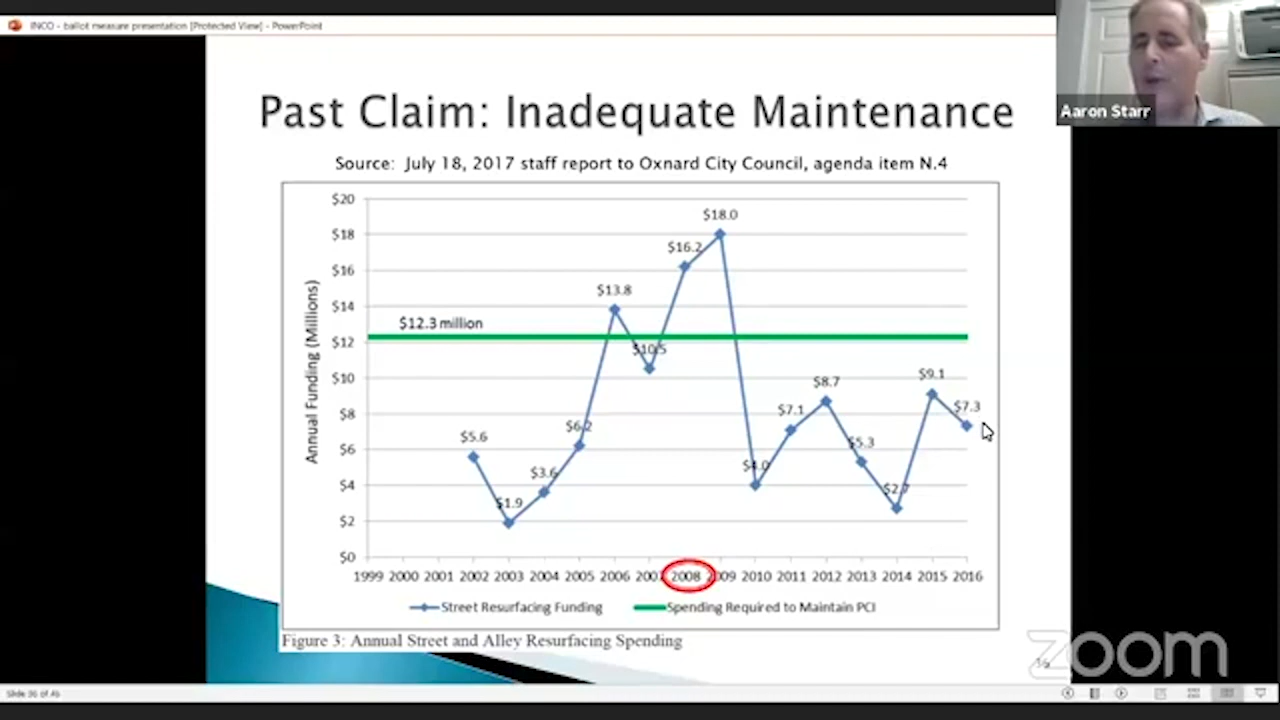 INCO - ballot measure presentation [Protected View] - PowerPoint
Aaron Starr
Past Claim: Inadequate Maintenance
Source: July 18, 2017 staff report to Oxnard City Council, agenda item N.4
Annual Funding (Millions)
$20
$18
$16
$14
$12
$10
$8
$6
$4
$2
$0
$12.3 million
$5.6
$1.9
$3.6
$6.2
$13.8
$10.5
$16.2
$18.0
$4.0
$7.1
$8.7
$5.3
$2.7
$9.1
$7.3
1999 2000 2001 2002 2003 2004 2005 2006 2007 2008 2009 2010 2011 2012 2013 2014 2015 2016
Street Resurfacing Funding Spending Required to Maintain PCI
Figure 3: Annual Street and Alley Resurfacing Spending
zoom
Slide 36 of 46